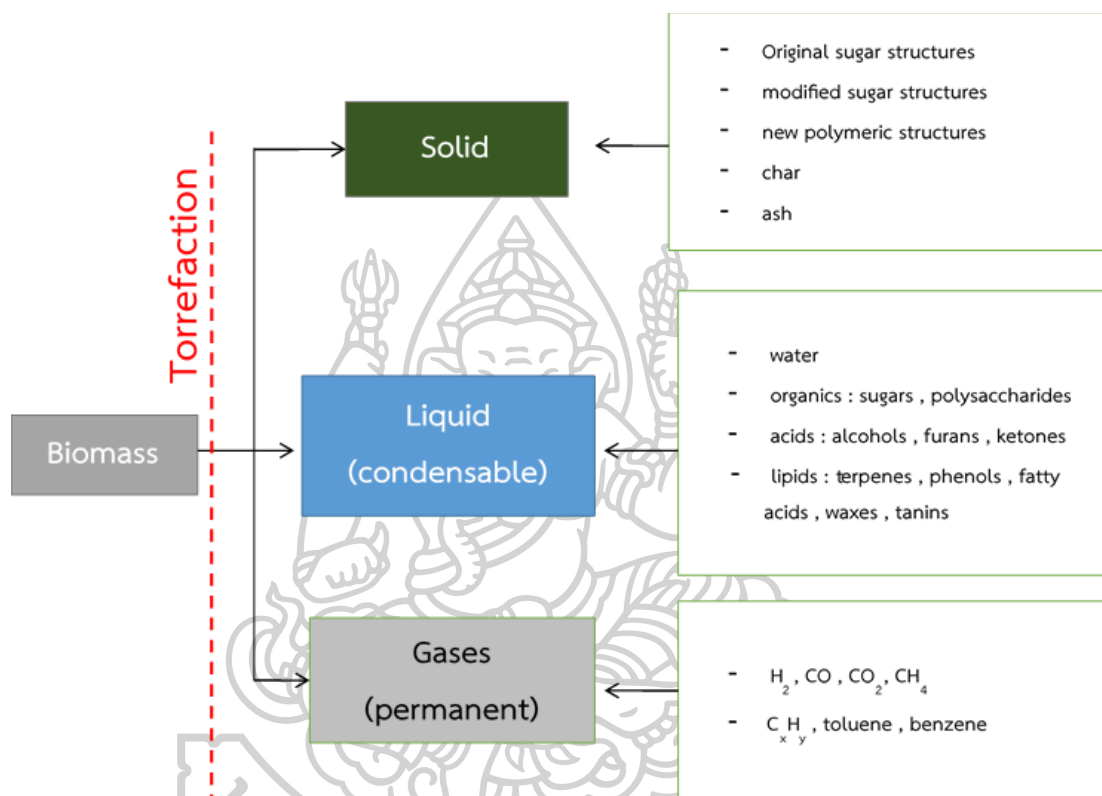 - Original sugar structures
- modified sugar structures
- new polymeric structures
- char
- ash
Solid
Torrefaction
- water
- organics : sugars , polysaccharides
- acids : alcohols , furans , ketones
- lipids : terpenes , phenols , fatty
acids , waxes , tanins
Liquid
(condensable)
Biomass
Gases
(permanent)
- H₂ , CO , CO₂ , CH₄
- CₓHᵧ , toluene , benzene